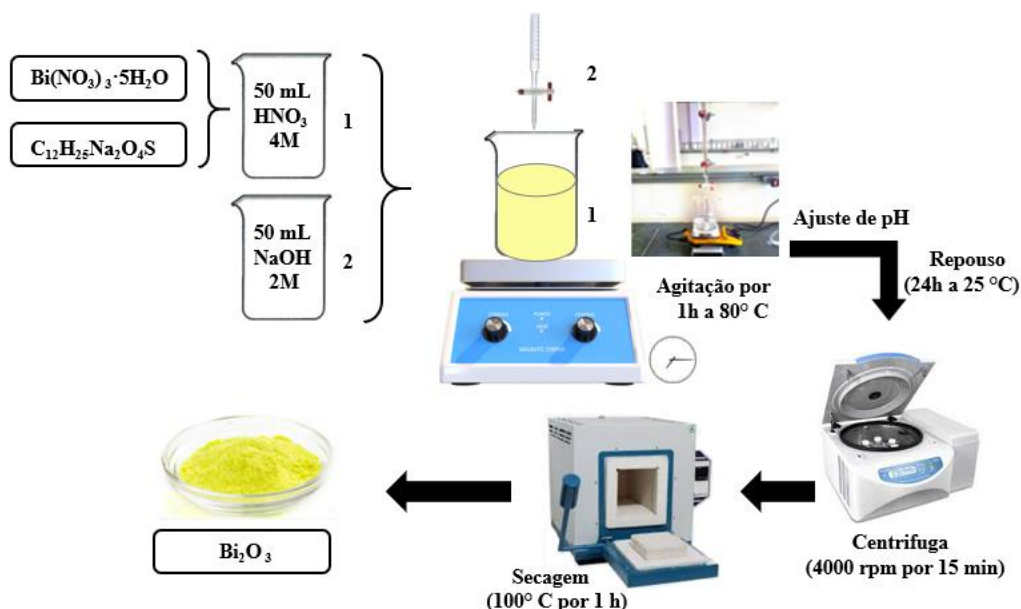 Bi(NO₃)₃·5H₂O
C₁₂H₂₅Na₂O₄S
50 mL
HNO₃
4M
1
50 mL
NaOH
2M
2
2
1
Agitação por
1h a 80° C
Ajuste de pH
Repouso
(24h a 25 °C)
Centrifuga
(4000 rpm por 15 min)
Secagem
(100° C por 1 h)
Bi₂O₃